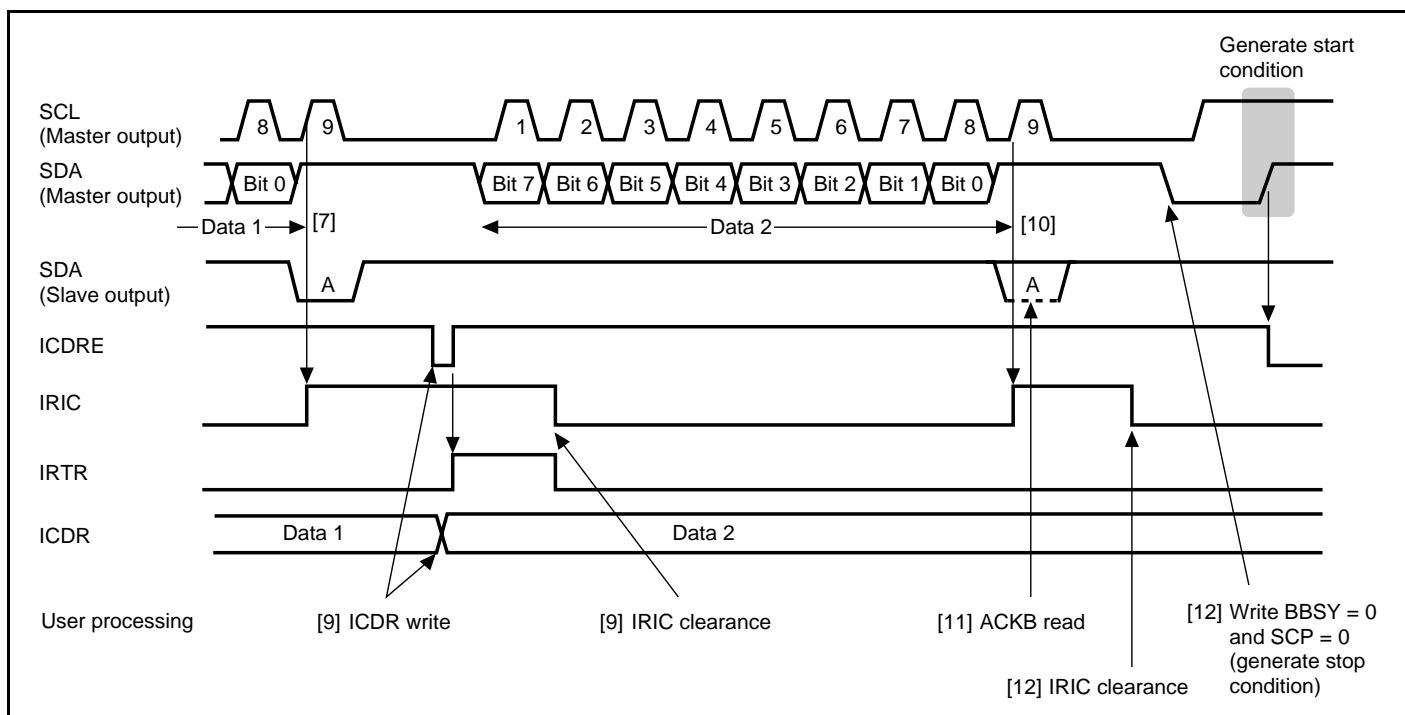 Generate start
condition
SCL
(Master output)
8 9 1 2 3 4 5 6 7 8 9
SDA
(Master output)
Bit 0 Bit 7 Bit 6 Bit 5 Bit 4 Bit 3 Bit 2 Bit 1 Bit 0
Data 1 [7] Data 2 [10]
SDA
(Slave output)
A A
ICDRE
IRIC
IRTR
ICDR
Data 1 Data 2
User processing
[9] ICDR write
[9] IRIC clearance
[11] ACKB read
[12] Write BBSY = 0
and SCP = 0
(generate stop
condition)
[12] IRIC clearance